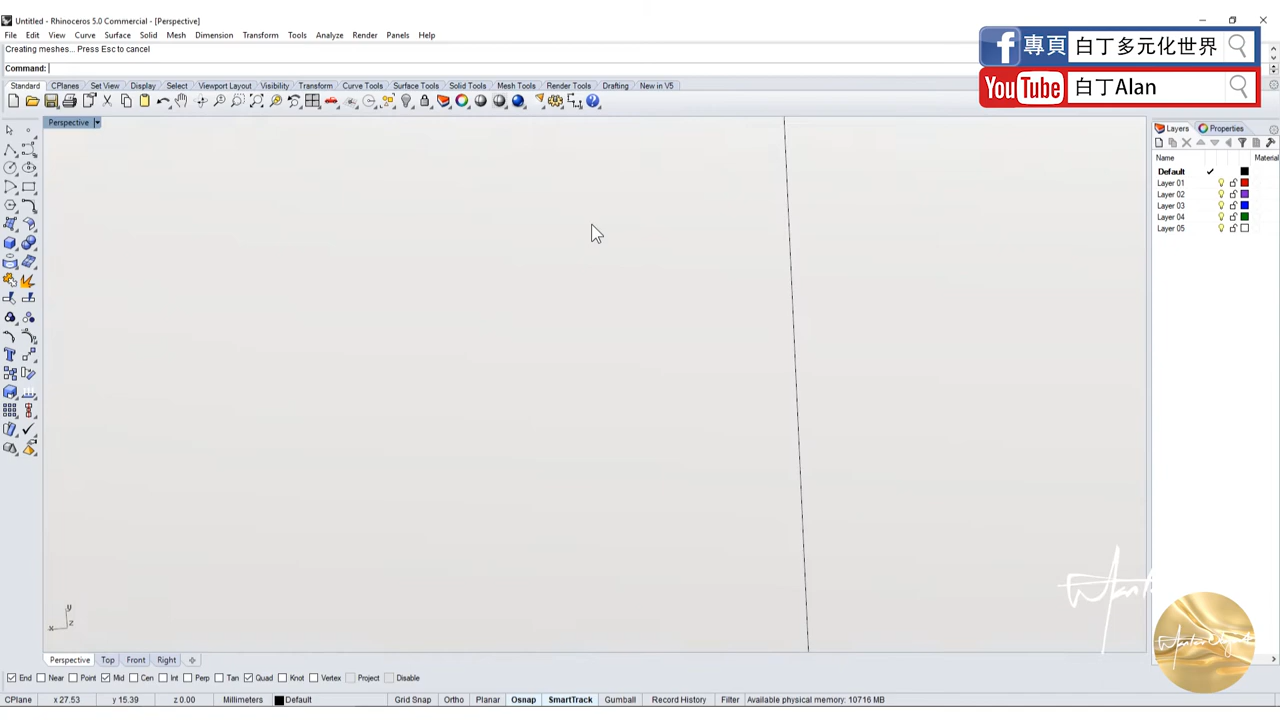 Untitled - Rhinoceros 5.0 Commercial - [Perspective]
File Edit View Curve Surface Solid Mesh Dimension Transform Tools Analyze Render Panels Help
Creating meshes... Press Esc to cancel
Command:
專頁 白丁多元化世界
YouTube 白丁Alan
Standard CPlanes Set View Display Select Viewport Layout Visibility Transform Curve Tools Surface Tools Solid Tools Mesh Tools Render Tools Drafting New in V5
Perspective
Layers Properties
Name Material
Default
Layer 01
Layer 02
Layer 03
Layer 04
Layer 05
y
x z
Perspective Top Front Right
End Near Point Mid Cen Int Perp Tan Quad Knot Vertex Project Disable
CPlane x 27.53 y 15.39 z 0.00 Millimeters Default Grid Snap Ortho Planar Osnap SmartTrack Gumball Record History Filter Available physical memory: 10716 MB